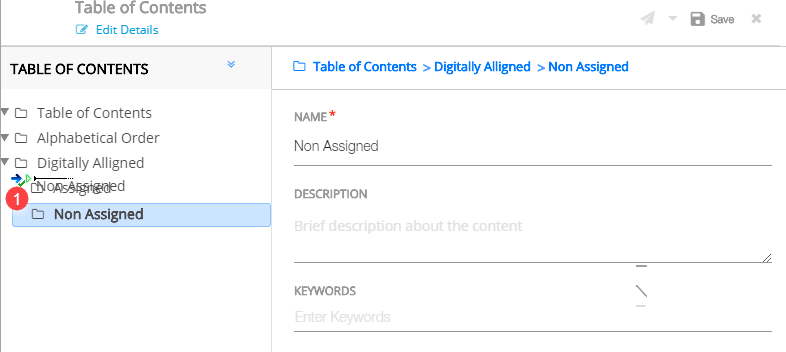 Table of Contents
Edit Details
Save
TABLE OF CONTENTS
Table of Contents > Digitally Alligned > Non Assigned
Table of Contents
Alphabetical Order
Digitally Alligned
Non Assigned
Assigned
1
Non Assigned
NAME *
Non Assigned
DESCRIPTION
Brief description about the content
KEYWORDS
Enter Keywords